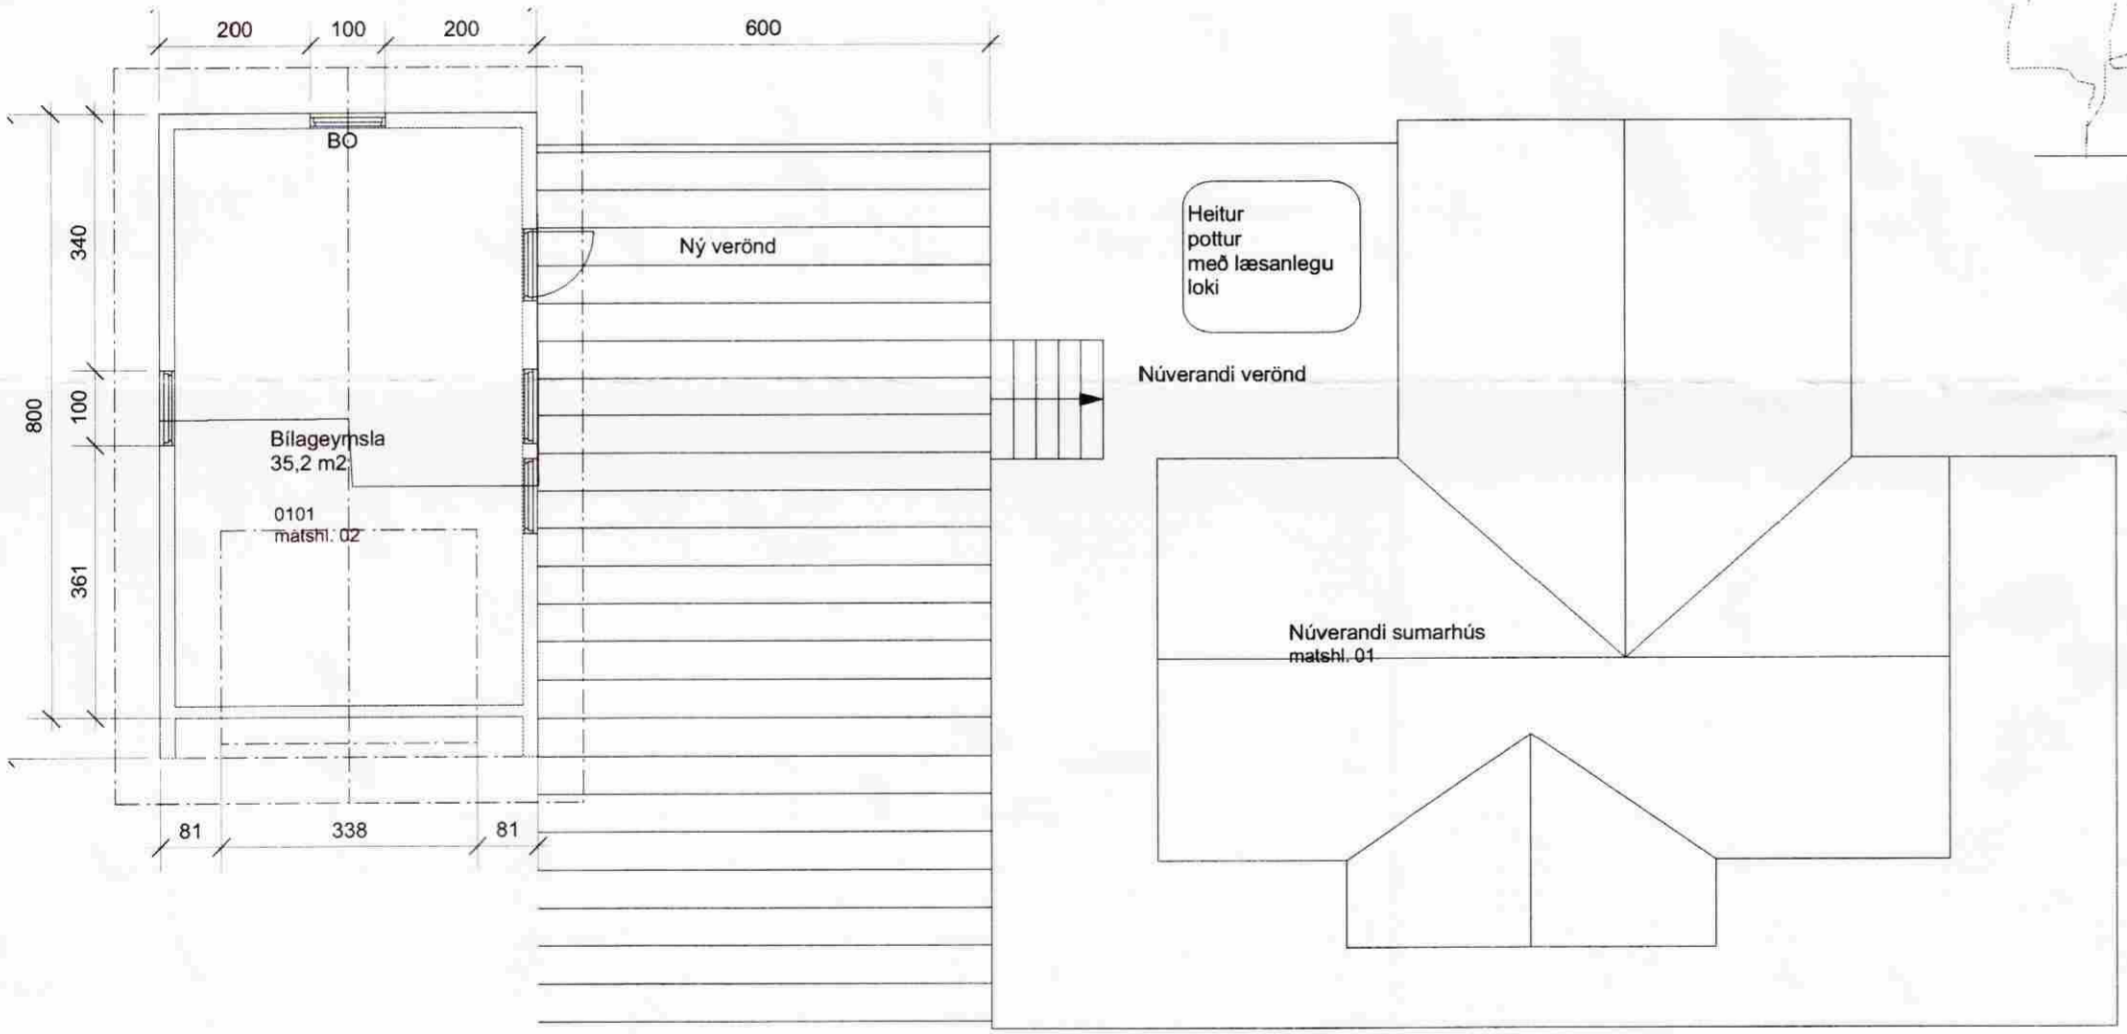 200
100
200
600
BO
340
100
800
361
Ný verönd
Heitur
pottur
með læsanlegu
loki
Núverandi verönd
Bílageymsla
35,2 m2
0101
matshl. 02
Núverandi sumarhús
matshl. 01
81
338
81